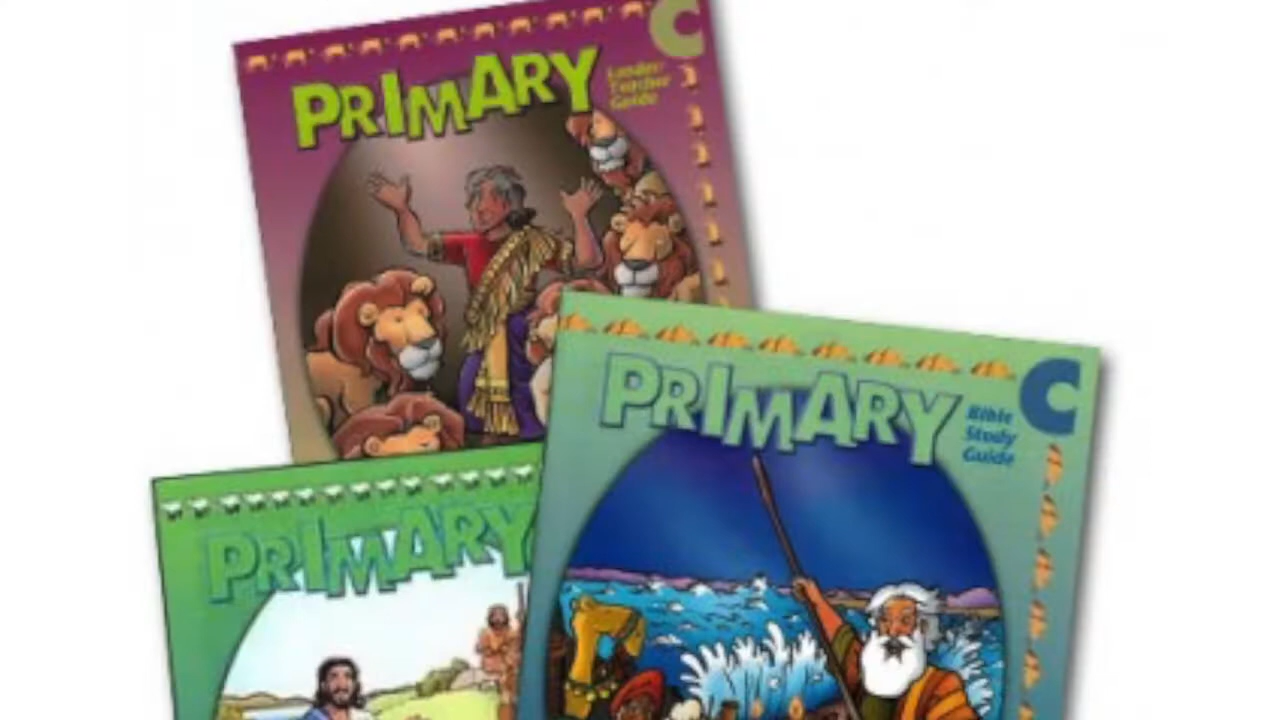 C
PRIMARY
Leader-
Teacher
Guide
C
PRIMARY
Bible
Study
Guide
PRIMARY